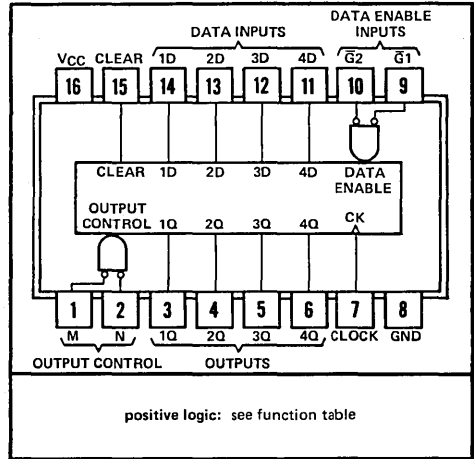 DATA INPUTS
DATA ENABLE
INPUTS
VCC CLEAR 1D 2D 3D 4D G̅2 G̅1
16 15 14 13 12 11 10 9
CLEAR 1D 2D 3D 4D DATA
ENABLE
OUTPUT
CONTROL 1Q 2Q 3Q 4Q CK
1 2 3 4 5 6 7 8
M N 1Q 2Q 3Q 4Q CLOCK GND
OUTPUT CONTROL OUTPUTS
positive logic: see function table